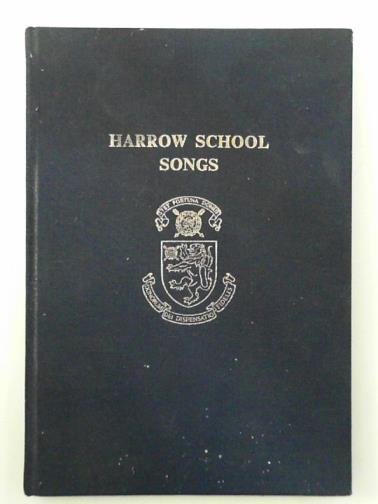 HARROW SCHOOL
SONGS
STET FORTUNA DOMUS
DONORUM DEI DISPENSATIO FIDELIS